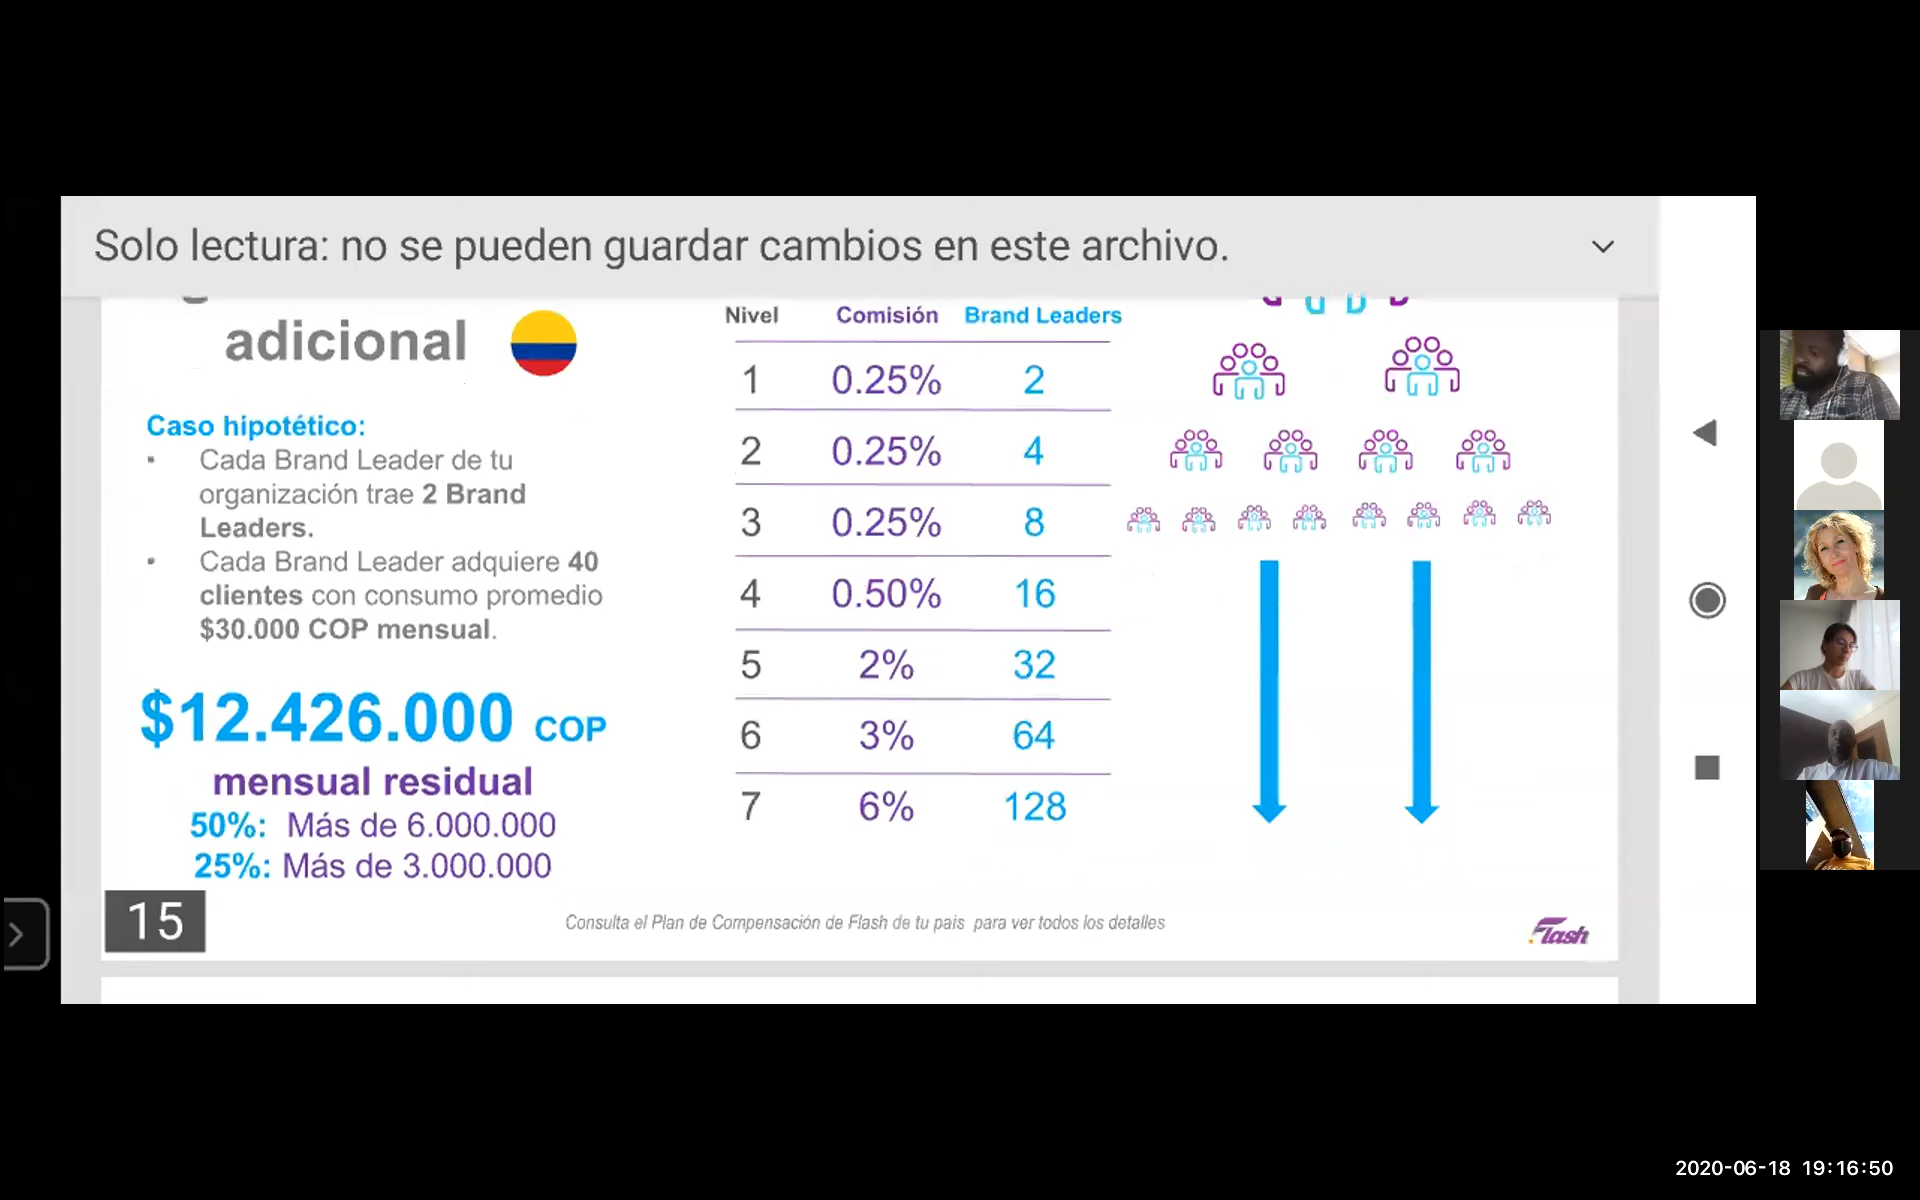 Solo lectura: no se pueden guardar cambios en este archivo.
adicional
Caso hipotético:
· Cada Brand Leader de tu
organización trae 2 Brand
Leaders.
· Cada Brand Leader adquiere 40
clientes con consumo promedio
$30.000 COP mensual.
$12.426.000 COP
mensual residual
50%: Más de 6.000.000
25%: Más de 3.000.000
Nivel Comisión Brand Leaders
1 0.25% 2
2 0.25% 4
3 0.25% 8
4 0.50% 16
5 2% 32
6 3% 64
7 6% 128
15
Consulta el Plan de Compensación de Flash de tu pais para ver todos los detalles
Flash
2020-06-18 19:16:50